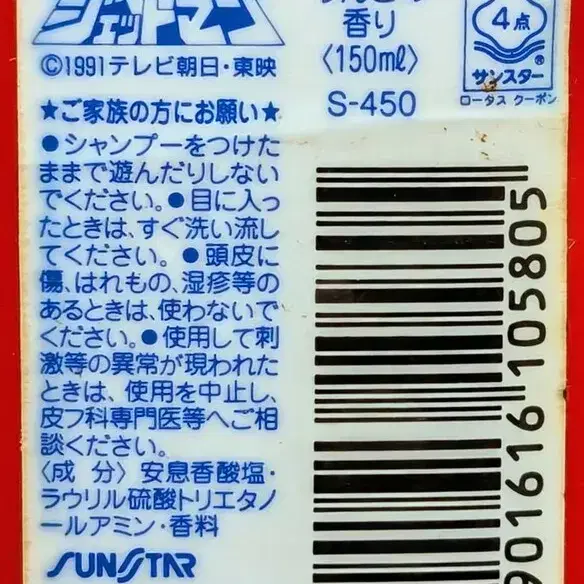 ジェットマン
©1991テレビ朝日・東映
★ご家族の方にお願い★
●シャンプーをつけた
ままで遊んだりしない
でください。●目に入っ
たときは、すぐ洗い流し
てください。●頭皮に
傷、はれもの、湿疹等の
あるときは、使わないで
ください。●使用して刺
激等の異常が現われた
ときは、使用を中止し、
皮フ科専門医等へご相
談ください。
〈成 分〉安息香酸塩・
ラウリル硫酸トリエタノ
ールアミン・香料
SUNSTAR
香り
〈150ml〉
S-450
4点
サンスター®
ロータス クーポン
901616105805